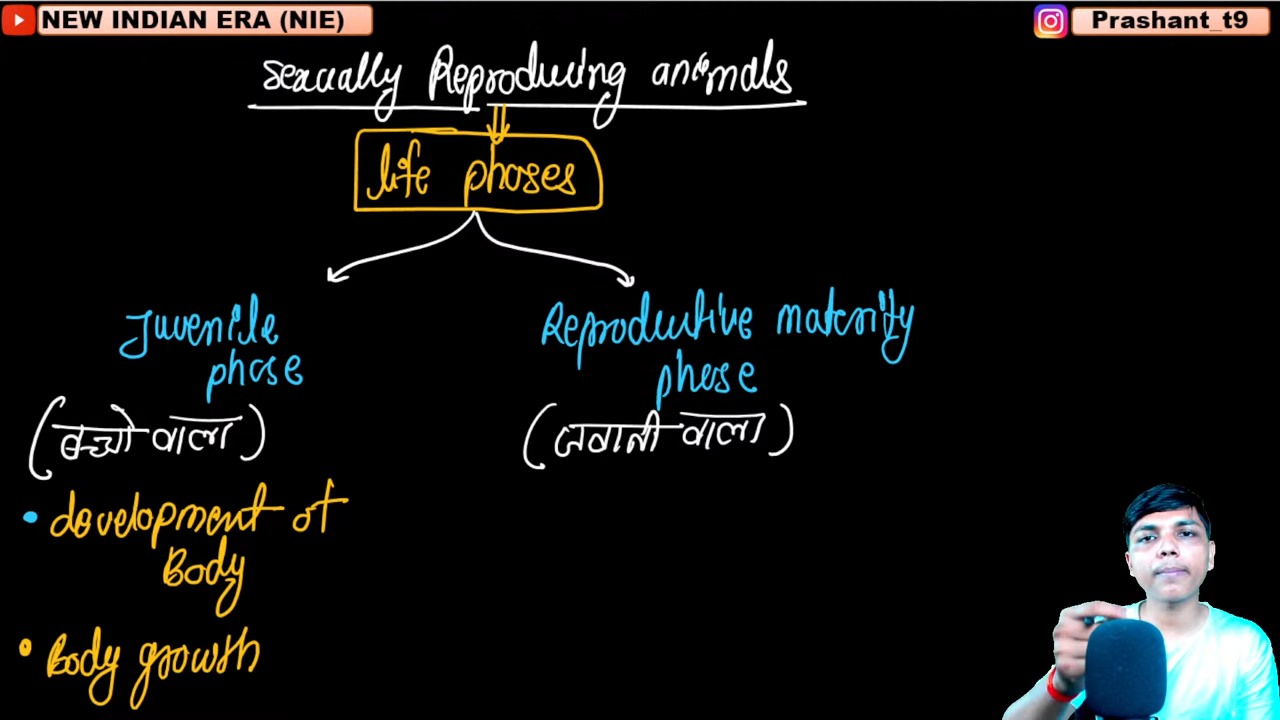 NEW INDIAN ERA (NIE)
Prashant_t9
Sexually Reproducing animals
life phases
Juvenile
phase
(बच्चो वाला)
Reproductive maturity
phase
(जवानी वाला)
• development of
Body
• Body growth